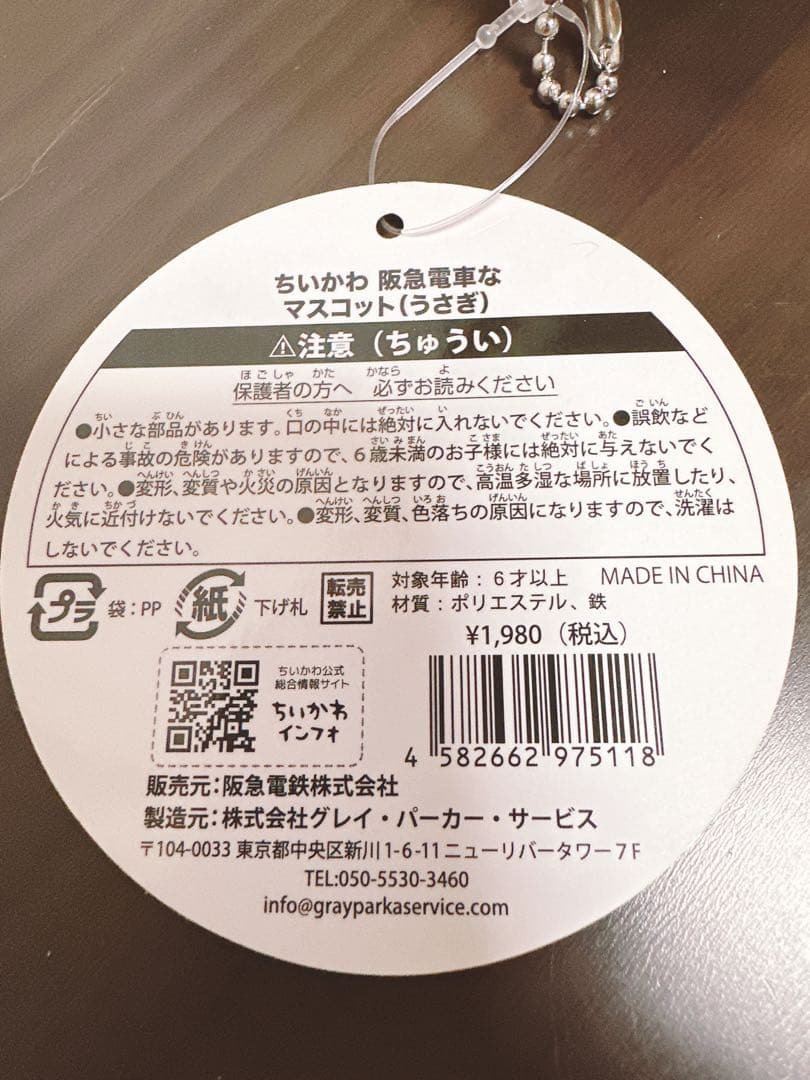 ちいかわ 阪急電車な
マスコット(うさぎ)
⚠注意（ちゅうい）
保護者の方へ 必ずお読みください
●小さな部品があります。口の中には絶対に入れないでください。●誤飲など
による事故の危険がありますので、6歳未満のお子様には絶対に与えないでく
ださい。●変形、変質や火災の原因となりますので、高温多湿な場所に放置したり、
火気に近付けないでください。●変形、変質、色落ちの原因になりますので、洗濯は
しないでください。
プラ 袋:PP 紙 下げ札 転売禁止 対象年齢:6才以上 MADE IN CHINA
材質:ポリエステル、鉄
¥1,980（税込）
ちいかわ公式
総合情報サイト
ちいかわ
インフォ
4 582662 975118
販売元:阪急電鉄株式会社
製造元:株式会社グレイ・パーカー・サービス
〒104-0033 東京都中央区新川1-6-11ニューリバータワー7F
TEL:050-5530-3460
info@grayparkaservice.com